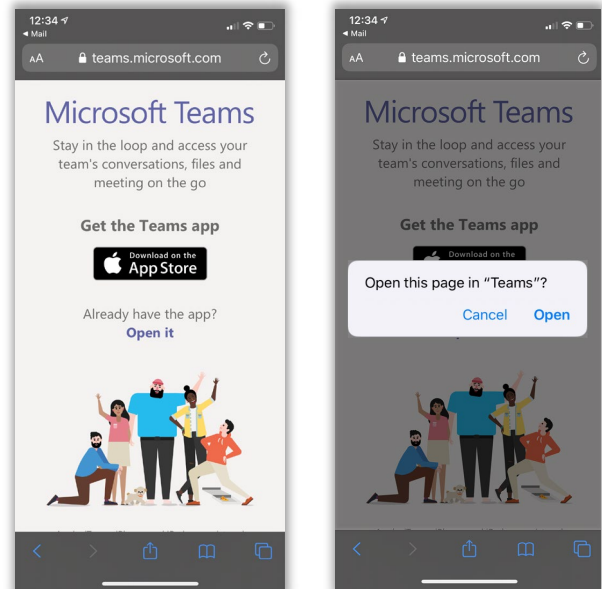 12:34
Mail
AA teams.microsoft.com
Microsoft Teams
Stay in the loop and access your
team's conversations, files and
meeting on the go
Get the Teams app
Download on the
App Store
Already have the app?
Open it
12:34
Mail
AA teams.microsoft.com
Microsoft Teams
Stay in the loop and access your
team's conversations, files and
meeting on the go
Get the Teams app
Download on the
Open this page in “Teams”?
Cancel Open